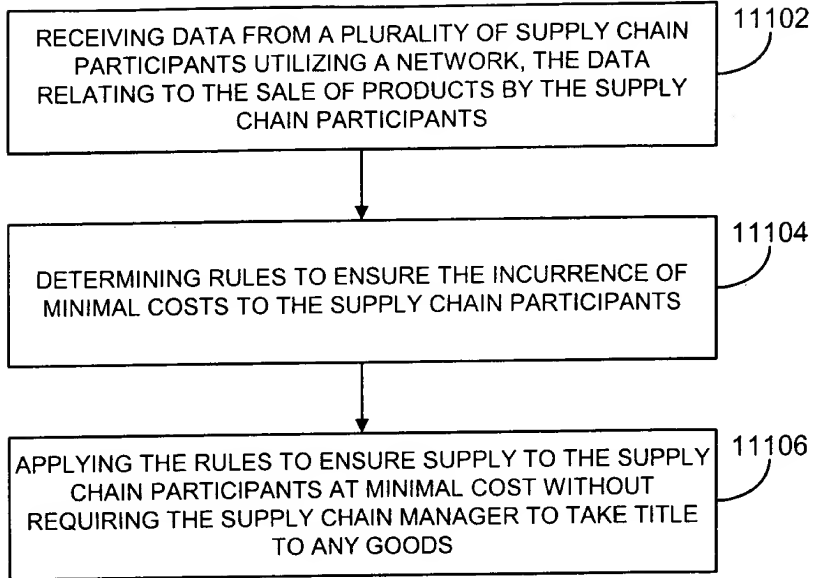 RECEIVING DATA FROM A PLURALITY OF SUPPLY CHAIN
PARTICIPANTS UTILIZING A NETWORK, THE DATA
RELATING TO THE SALE OF PRODUCTS BY THE SUPPLY
CHAIN PARTICIPANTS
11102
DETERMINING RULES TO ENSURE THE INCURRENCE OF
MINIMAL COSTS TO THE SUPPLY CHAIN PARTICIPANTS
11104
APPLYING THE RULES TO ENSURE SUPPLY TO THE SUPPLY
CHAIN PARTICIPANTS AT MINIMAL COST WITHOUT
REQUIRING THE SUPPLY CHAIN MANAGER TO TAKE TITLE
TO ANY GOODS
11106